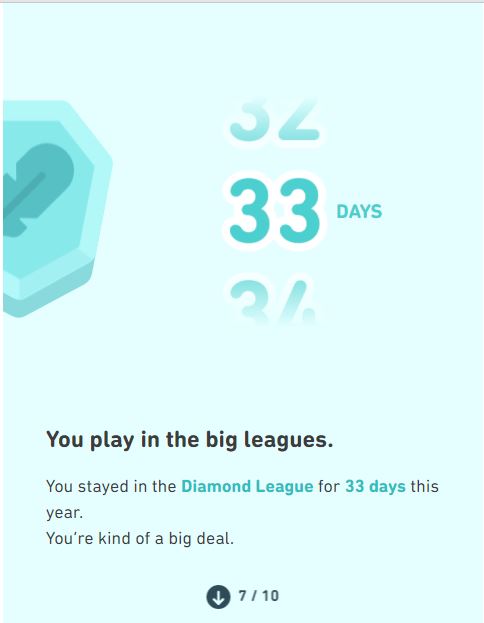 32
33 DAYS
34
You play in the big leagues.
You stayed in the Diamond League for 33 days this
year.
You’re kind of a big deal.
7 / 10